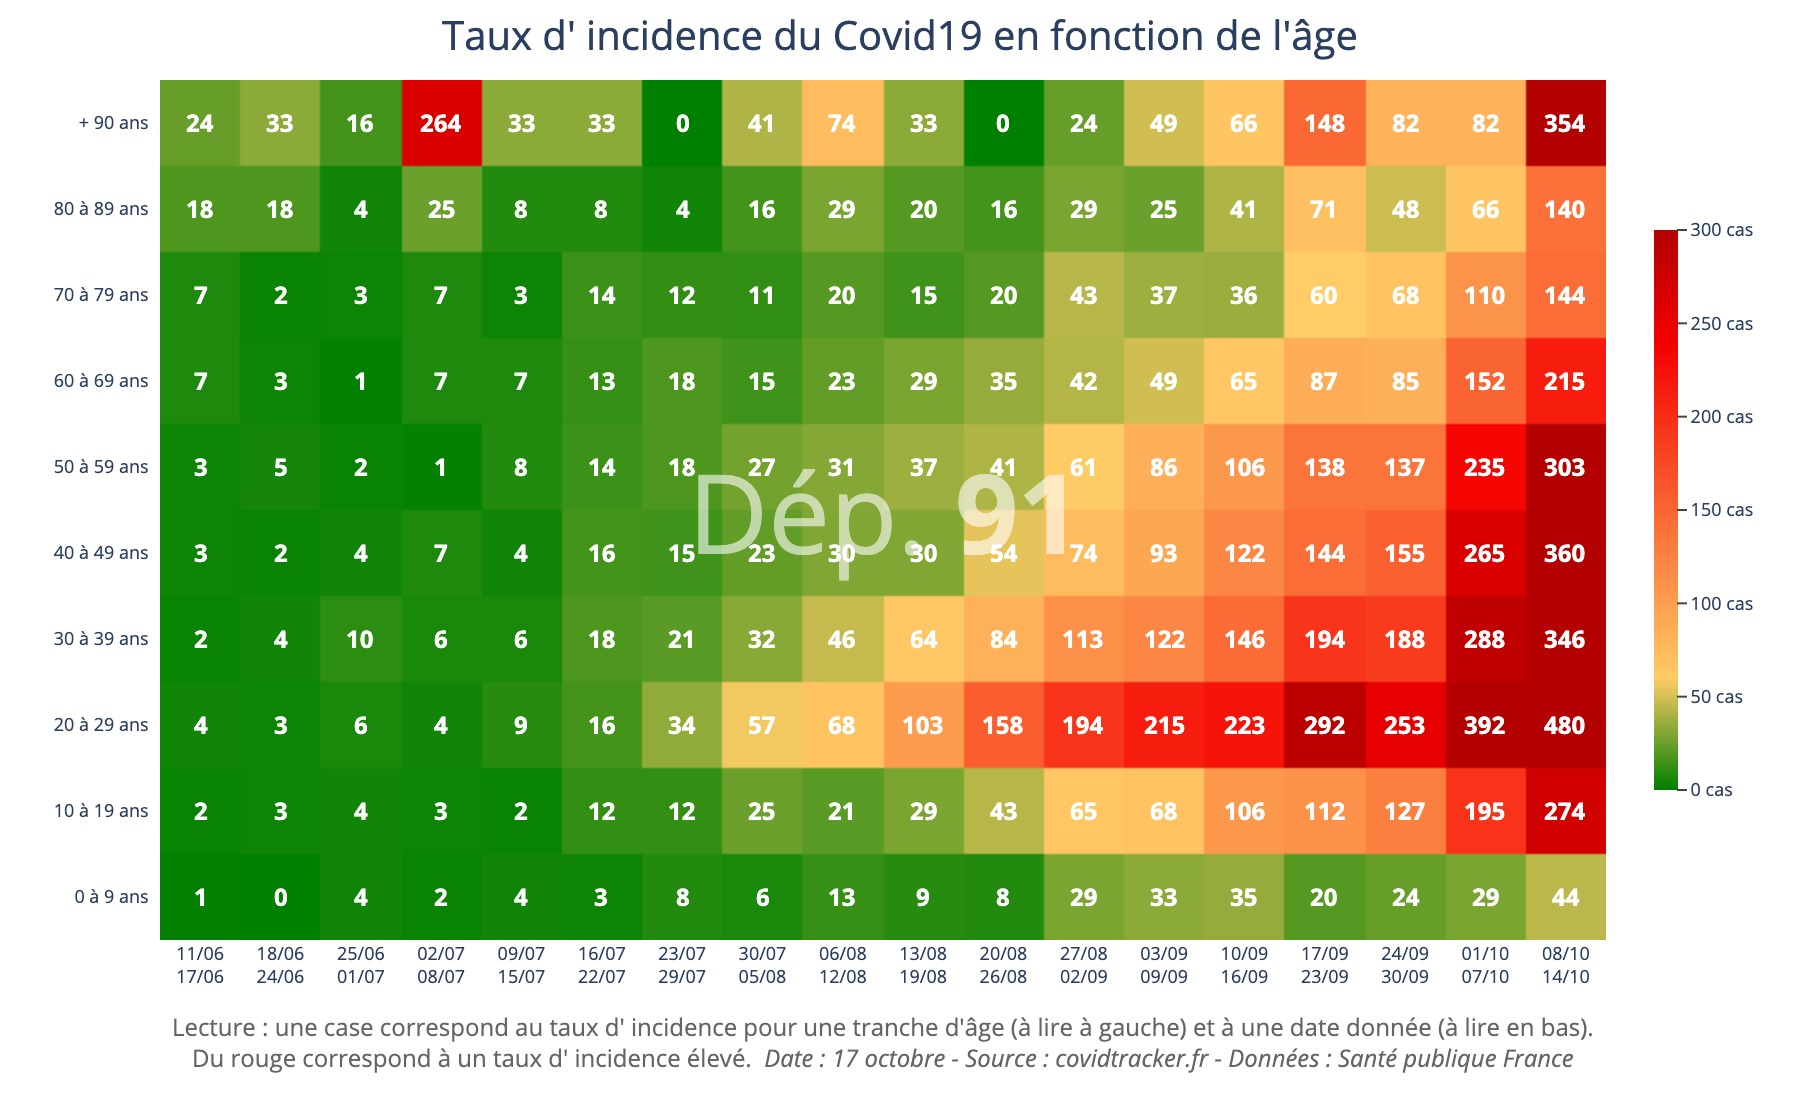 Taux d' incidence du Covid19 en fonction de l'âge
+ 90 ans 24 33 16 264 33 33 0 41 74 33 0 24 49 66 148 82 82 354
80 à 89 ans 18 18 4 25 8 8 4 16 29 20 16 29 25 41 71 48 66 140
70 à 79 ans 7 2 3 7 3 14 12 11 20 15 20 43 37 36 60 68 110 144
60 à 69 ans 7 3 1 7 7 13 18 15 23 29 35 42 49 65 87 85 152 215
50 à 59 ans 3 5 2 1 8 14 18 27 31 37 41 61 86 106 138 137 235 303
Dép. 91
40 à 49 ans 3 2 4 7 4 16 15 23 30 30 54 74 93 122 144 155 265 360
30 à 39 ans 2 4 10 6 6 18 21 32 46 64 84 113 122 146 194 188 288 346
20 à 29 ans 4 3 6 4 9 16 34 57 68 103 158 194 215 223 292 253 392 480
10 à 19 ans 2 3 4 3 2 12 12 25 21 29 43 65 68 106 112 127 195 274
0 à 9 ans 1 0 4 2 4 3 8 6 13 9 8 29 33 35 20 24 29 44
11/06 18/06 25/06 02/07 09/07 16/07 23/07 30/07 06/08 13/08 20/08 27/08 03/09 10/09 17/09 24/09 01/10 08/10
17/06 24/06 01/07 08/07 15/07 22/07 29/07 05/08 12/08 19/08 26/08 02/09 09/09 16/09 23/09 30/09 07/10 14/10
300 cas
250 cas
200 cas
150 cas
100 cas
50 cas
0 cas
Lecture : une case correspond au taux d' incidence pour une tranche d'âge (à lire à gauche) et à une date donnée (à lire en bas).
Du rouge correspond à un taux d' incidence élevé. Date : 17 octobre - Source : covidtracker.fr - Données : Santé publique France